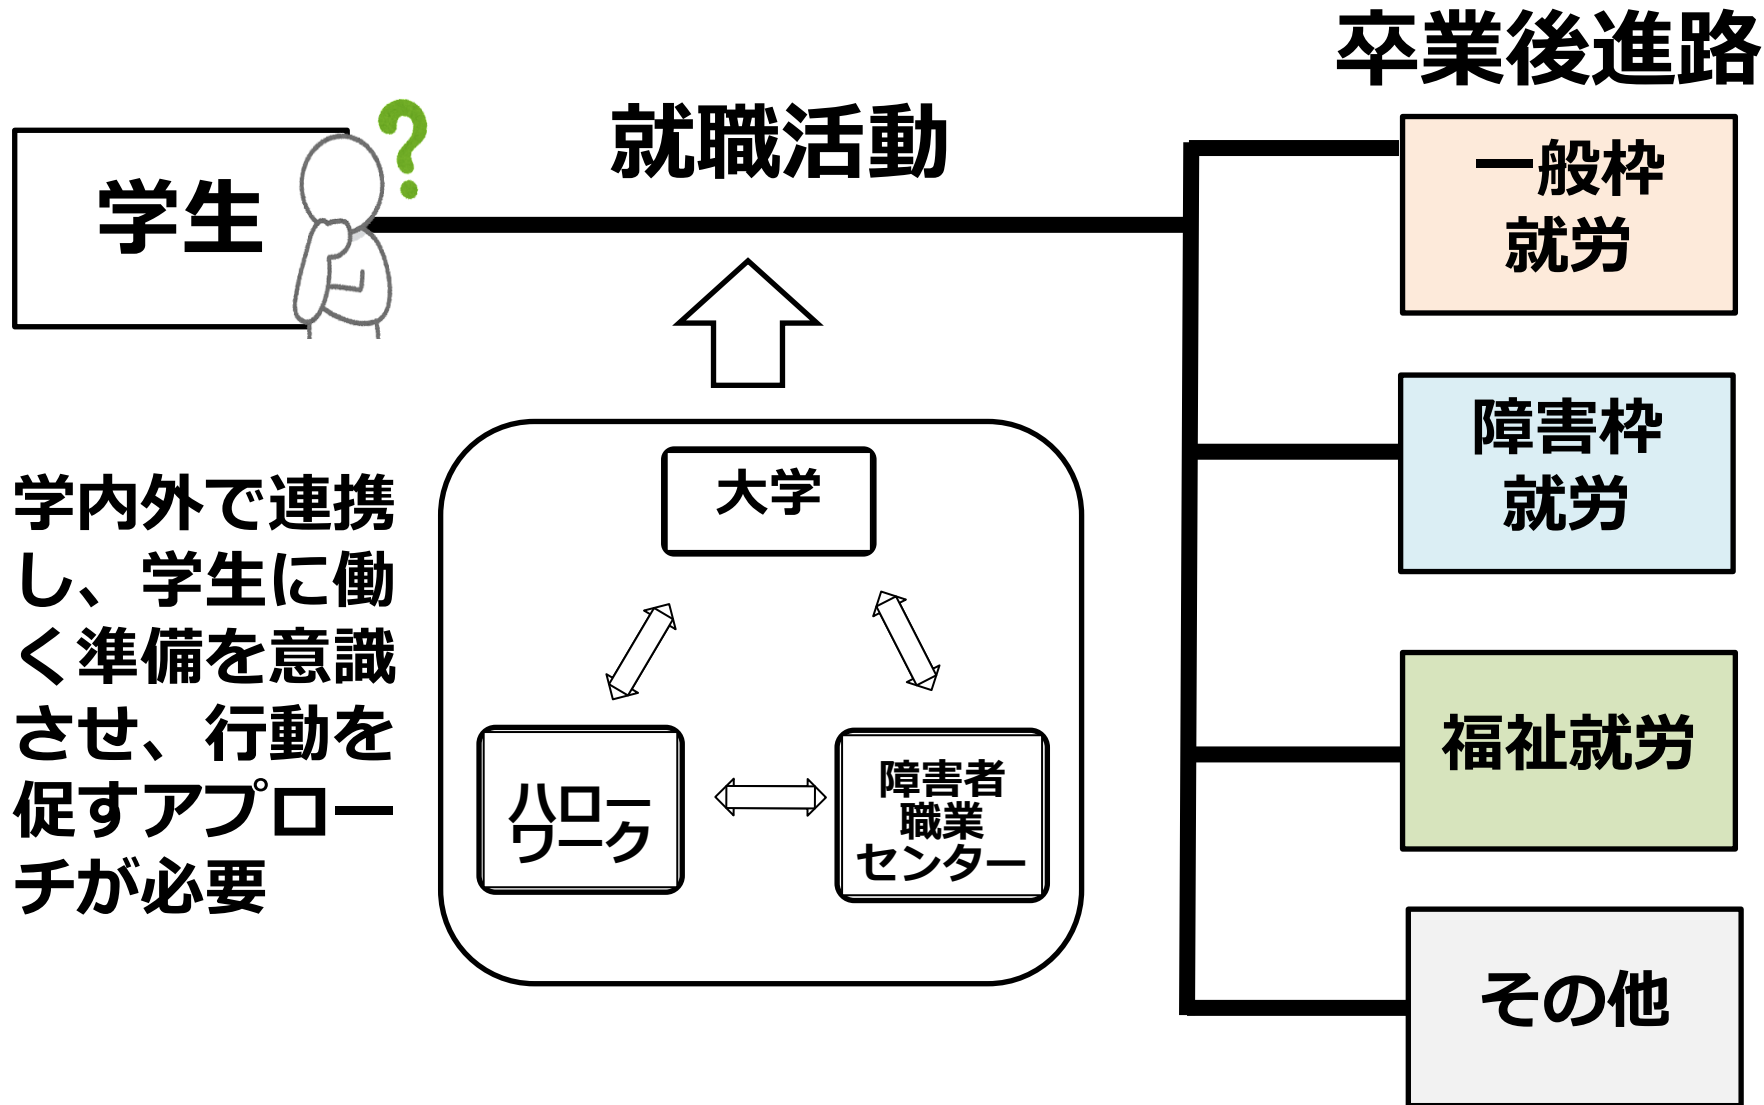 卒業後進路
就職活動
学生
?
一般枠
就労
障害枠
就労
福祉就労
その他
大学
ハロー
ワーク
障害者
職業
センター
学内外で連携
し、学生に働
く準備を意識
させ、行動を
促すアプロー
チが必要